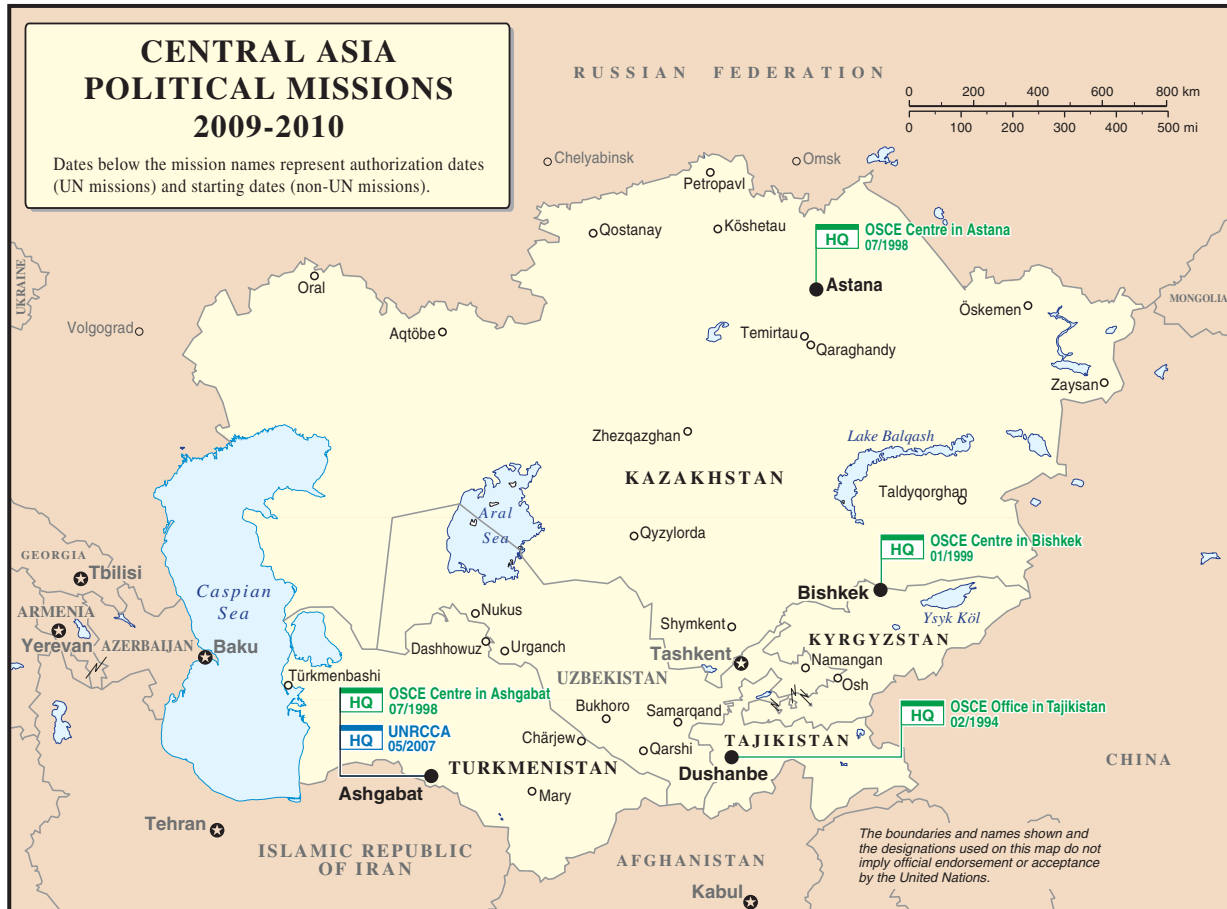 CENTRAL ASIA
POLITICAL MISSIONS
2009-2010
Dates below the mission names represent authorization dates
(UN missions) and starting dates (non-UN missions).
RUSSIAN FEDERATION
0 200 400 600 800 km
0 100 200 300 400 500 mi
Chelyabinsk
Omsk
Petropavl
Qostanay
Köshetau
HQ
OSCE Centre in Astana
07/1998
Astana
UKRAINE
Oral
MONGOLIA
Öskemen
Volgograd
Aqtöbe
Temirtau
Qaraghandy
Zaysan
Zhezqazghan
Lake Balqash
KAZAKHSTAN
Taldyqorghan
Aral
Sea
Qyzylorda
HQ
OSCE Centre in Bishkek
01/1999
GEORGIA
Tbilisi
Caspian
Sea
Bishkek
Ysyk Köl
ARMENIA
Yerevan
AZERBAIJAN
Baku
Nukus
Shymkent
KYRGYZSTAN
Dashhowuz
Urganch
Tashkent
Namangan
Osh
UZBEKISTAN
Türkmenbashi
HQ
OSCE Centre in Ashgabat
07/1998
HQ
UNRCCA
05/2007
Bukhoro
Samarqand
HQ
OSCE Office in Tajikistan
02/1994
Chärjew
Qarshi
TAJIKISTAN
CHINA
TURKMENISTAN
Dushanbe
Ashgabat
Mary
Tehran
ISLAMIC REPUBLIC
OF IRAN
AFGHANISTAN
Kabul
The boundaries and names shown and
the designations used on this map do not
imply official endorsement or acceptance
by the United Nations.